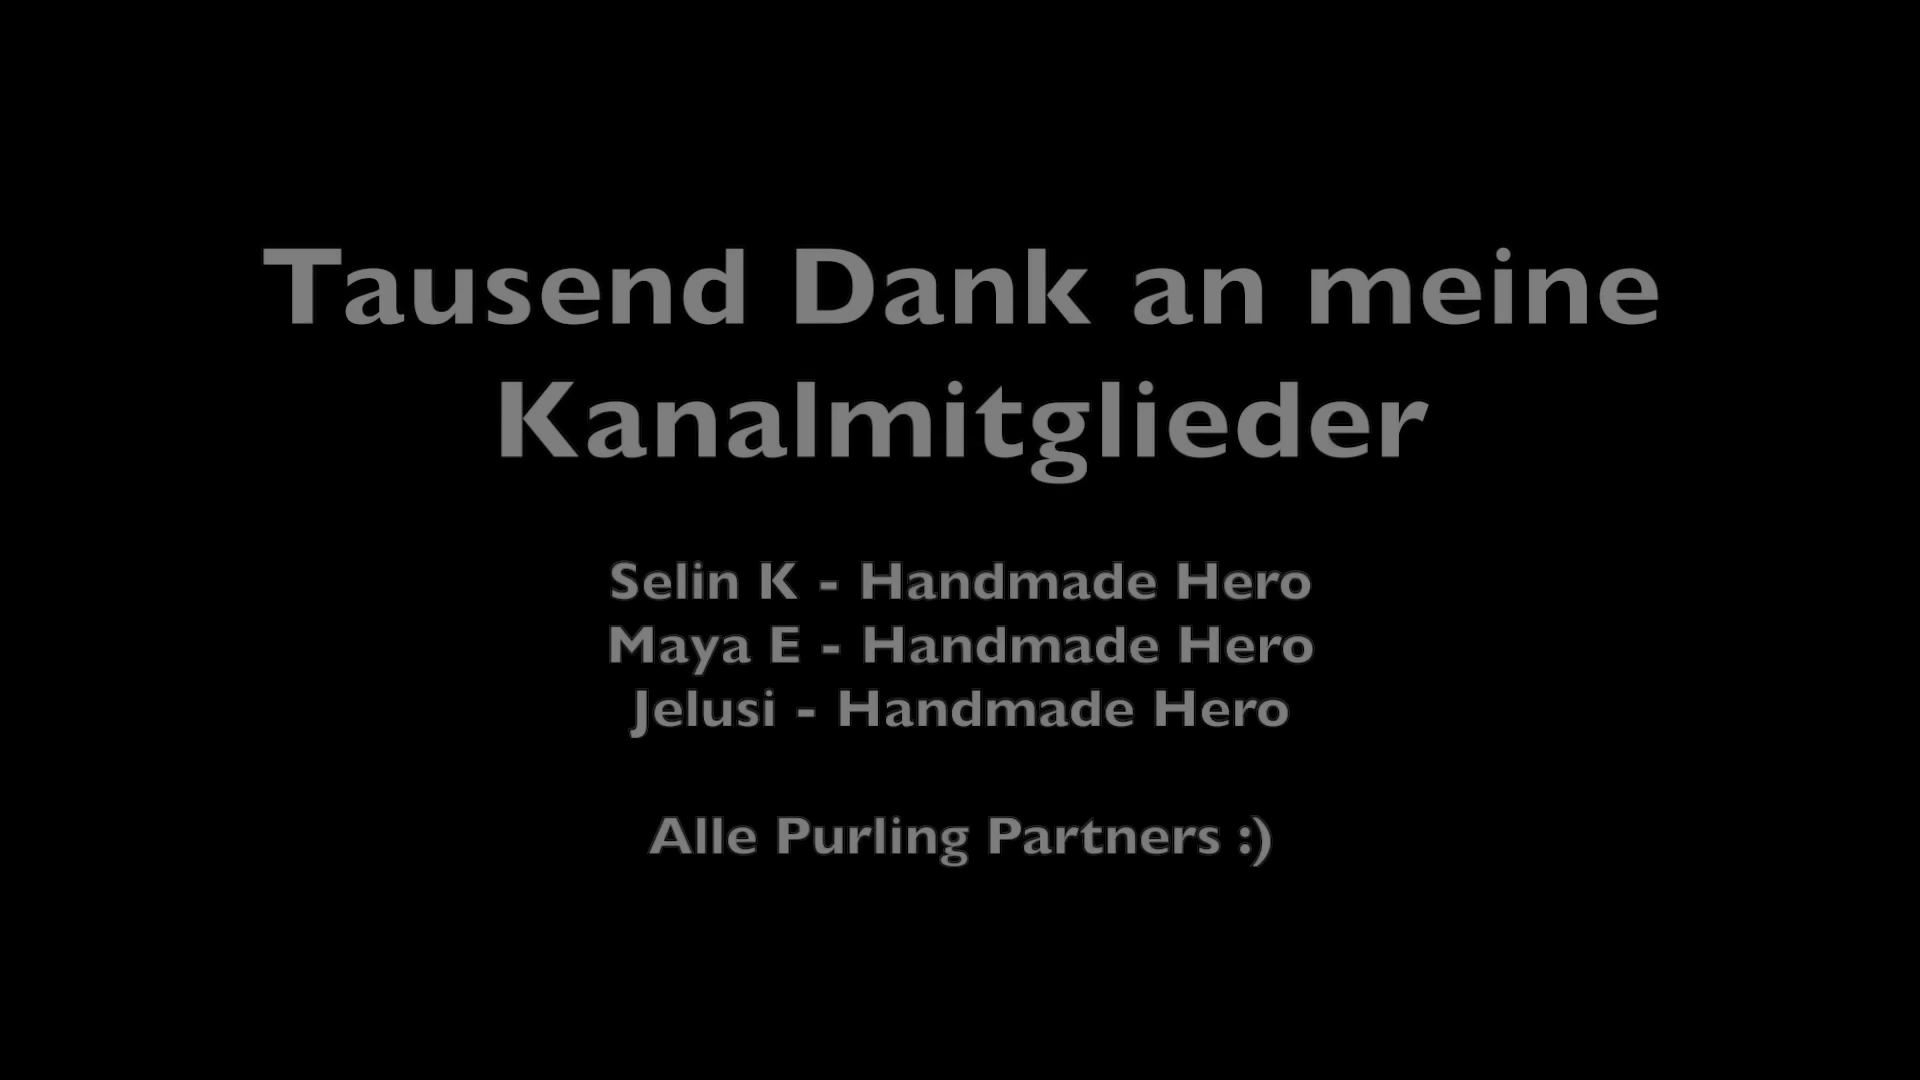 Tausend Dank an meine
Kanalmitglieder
Selin K - Handmade Hero
Maya E - Handmade Hero
Jelusi - Handmade Hero
Alle Purling Partners :)